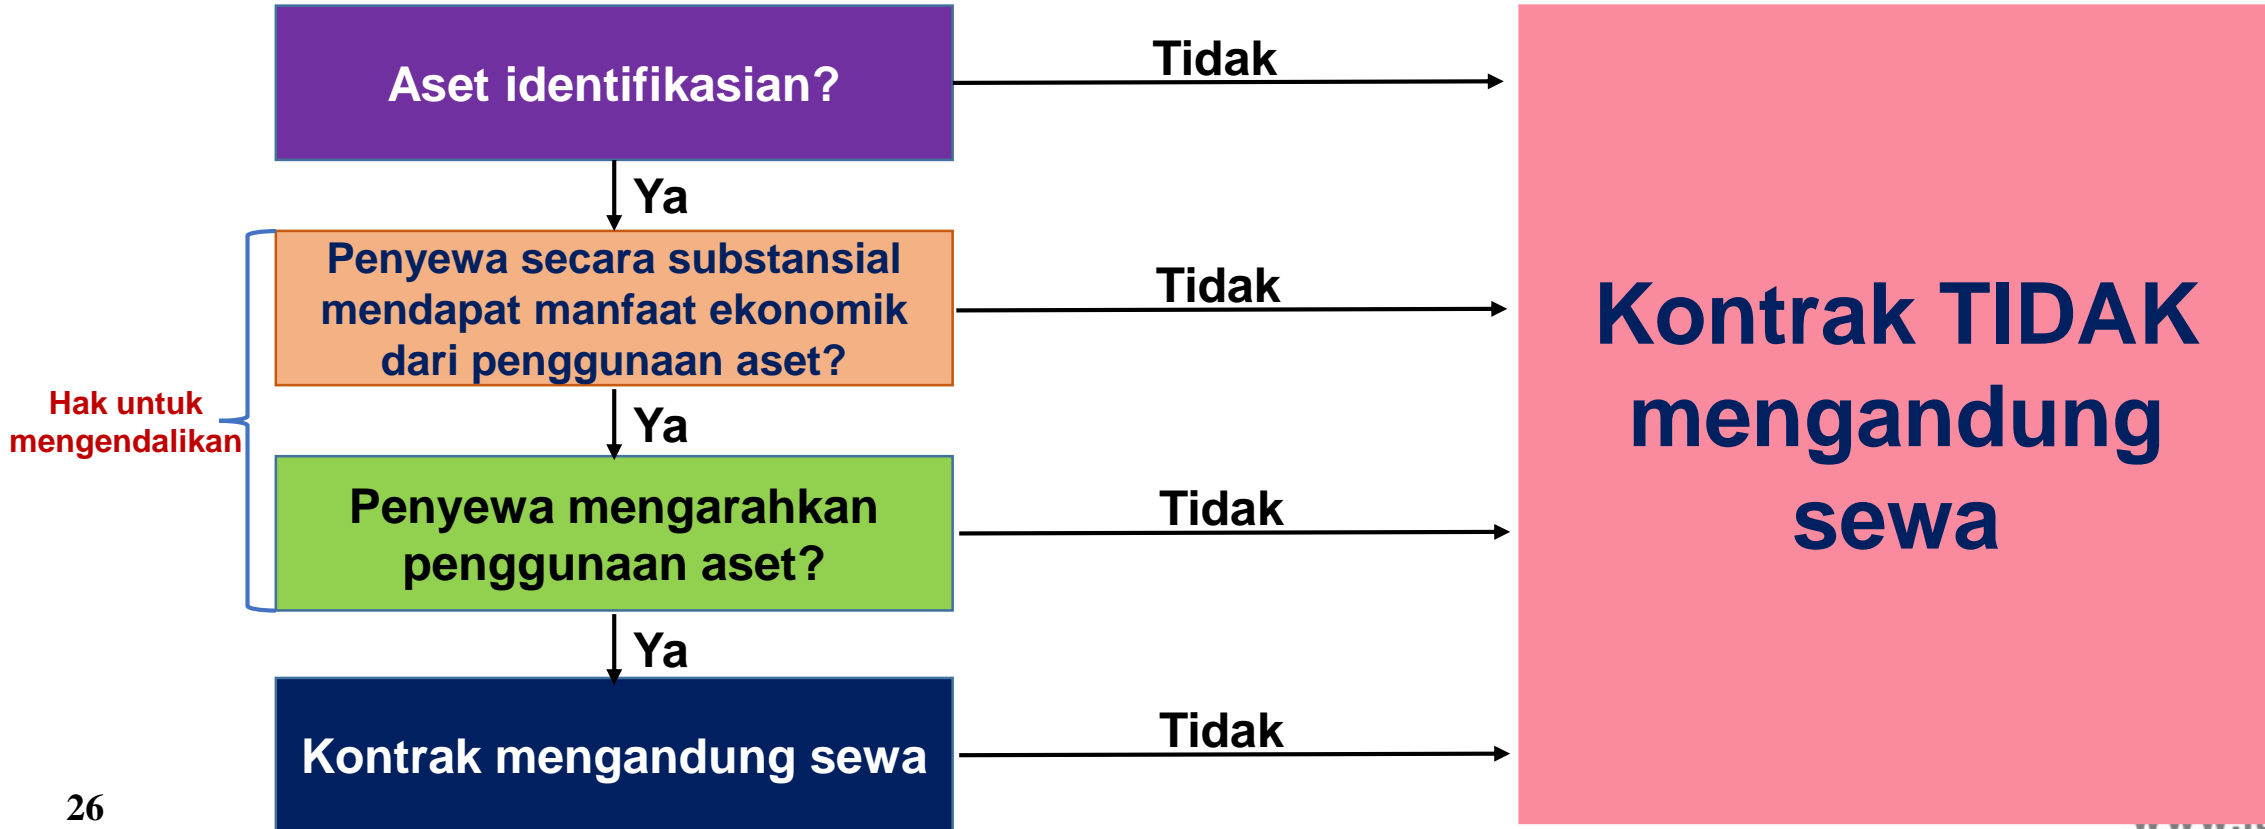 Aset identifikasian?
Tidak
Ya
Penyewa secara substansial
mendapat manfaat ekonomik
dari penggunaan aset?
Tidak
Hak untuk
mengendalikan
Ya
Penyewa mengarahkan
penggunaan aset?
Tidak
Ya
Kontrak mengandung sewa
Tidak
Kontrak TIDAK
mengandung
sewa
26